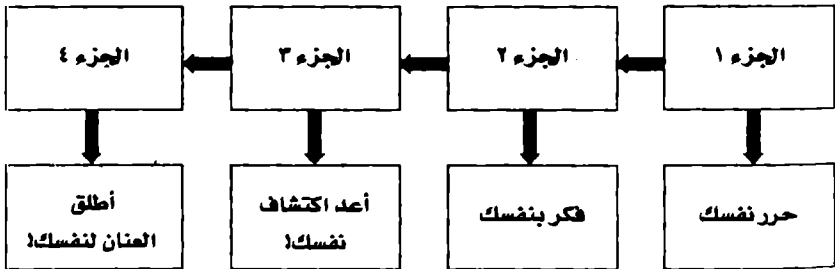 الجزء ١
الجزء ٢
الجزء ٣
الجزء ٤
حرر نفسك
فكر بنفسك
أعد اكتشاف
نفسك!
أطلق
العنان لنفسك!